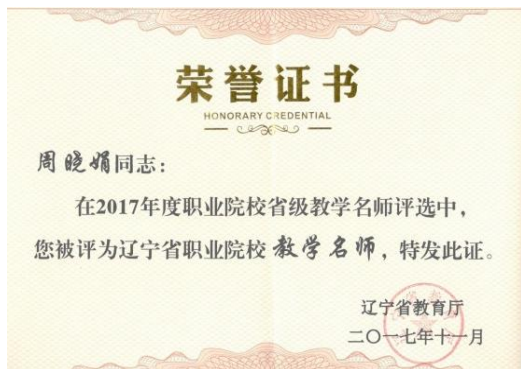 荣誉证书
HONORARY CREDENTIAL
周晓娟同志：
在2017年度职业院校省级教学名师评选中，
您被评为辽宁省职业院校 教学名师，特发此证。
辽宁省教育厅
二〇一七年十一月